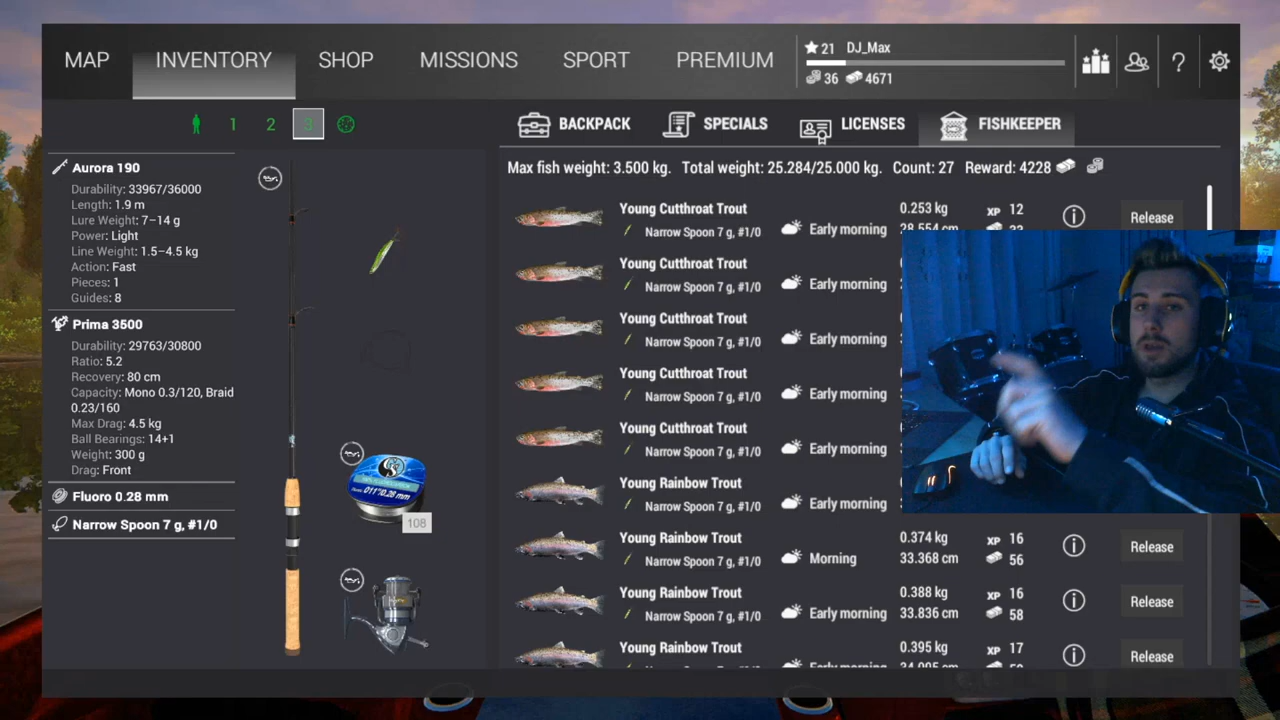 MAP INVENTORY SHOP MISSIONS SPORT PREMIUM
21 DJ_Max
36 4671
?
1 2 3
BACKPACK SPECIALS LICENSES FISHKEEPER
Max fish weight: 3.500 kg. Total weight: 25.284/25.000 kg. Count: 27 Reward: 4228
Aurora 190
Durability: 33967/36000
Length: 1.9 m
Lure Weight: 7–14 g
Power: Light
Line Weight: 1.5–4.5 kg
Action: Fast
Pieces: 1
Guides: 8
Prima 3500
Durability: 29763/30800
Ratio: 5.2
Recovery: 80 cm
Capacity: Mono 0.3/120, Braid
0.23/160
Max Drag: 4.5 kg
Ball Bearings: 14+1
Weight: 300 g
Drag: Front
Fluoro 0.28 mm
Narrow Spoon 7 g, #1/0
0.28 mm
108
Young Cutthroat Trout 0.253 kg XP 12
Narrow Spoon 7 g, #1/0 Early morning 28.554 cm
Release
Young Cutthroat Trout
Narrow Spoon 7 g, #1/0 Early morning
Young Cutthroat Trout
Narrow Spoon 7 g, #1/0 Early morning
Young Cutthroat Trout
Narrow Spoon 7 g, #1/0 Early morning
Young Cutthroat Trout
Narrow Spoon 7 g, #1/0 Early morning
Young Rainbow Trout
Narrow Spoon 7 g, #1/0 Early morning
Young Rainbow Trout 0.374 kg XP 16
Narrow Spoon 7 g, #1/0 Morning 33.368 cm 56
Release
Young Rainbow Trout 0.388 kg XP 16
Narrow Spoon 7 g, #1/0 Early morning 33.836 cm 58
Release
Young Rainbow Trout 0.395 kg XP 17
Release